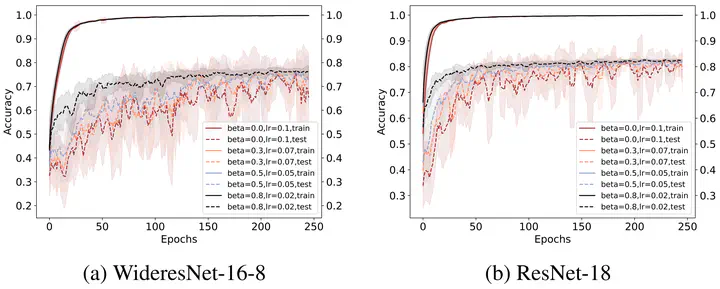 1.0
0.9
0.8
0.7
0.6
0.5
0.4
0.3
0.2
Accuracy
0 50 100 150 200 250
Epochs
1.0
0.9
0.8
0.7
0.6
0.5
0.4
0.3
0.2
beta=0.0,lr=0.1,train
beta=0.0,lr=0.1,test
beta=0.3,lr=0.07,train
beta=0.3,lr=0.07,test
beta=0.5,lr=0.05,train
beta=0.5,lr=0.05,test
beta=0.8,lr=0.02,train
beta=0.8,lr=0.02,test
(a) WideresNet-16-8
1.0
0.9
0.8
0.7
0.6
0.5
0.4
0.3
Accuracy
0 50 100 150 200 250
Epochs
1.0
0.9
0.8
0.7
0.6
0.5
0.4
0.3
beta=0.0,lr=0.1,train
beta=0.0,lr=0.1,test
beta=0.3,lr=0.07,train
beta=0.3,lr=0.07,test
beta=0.5,lr=0.05,train
beta=0.5,lr=0.05,test
beta=0.8,lr=0.02,train
beta=0.8,lr=0.02,test
(b) ResNet-18